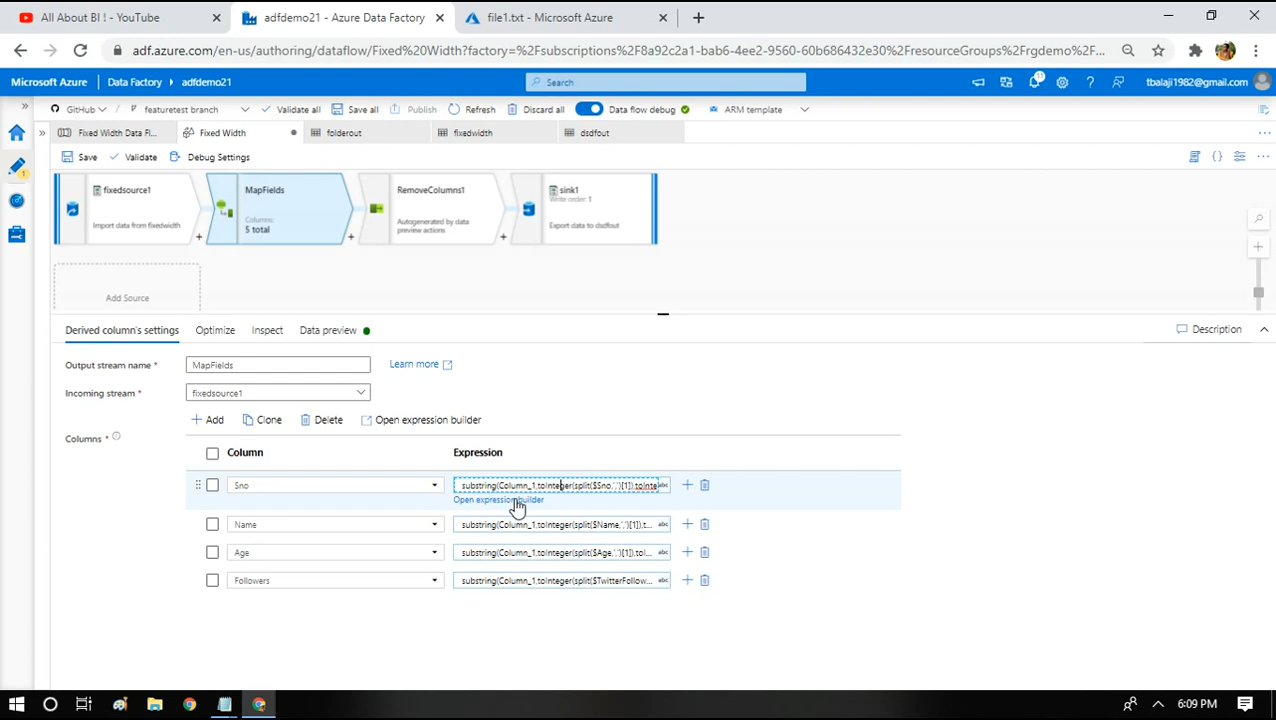 All About BI ! - YouTube
adfdemo21 - Azure Data Factory
file1.txt - Microsoft Azure
adf.azure.com/en-us/authoring/dataflow/Fixed%20Width?factory=%2Fsubscriptions%2F8a92c2a1-bab6-4ec2-9560-60b686432e30%2FresourceGroups%2Frgdemo%2F...
Microsoft Azure
Data Factory
adfdemo21
Search
11
tbalaji1982@gmail.com
GitHub
featuretest branch
Validate all
Save all
Publish
Refresh
Discard all
Data flow debug
ARM template
Fixed Width Data Fl...
Fixed Width
folderout
fixedwidth
dsdfout
Save
Validate
Debug Settings
fixedsource1
Import data from fixedwidth
MapFields
Columns:
5 total
RemoveColumns1
Autogenerated by data
preview actions
sink1
Write order: 1
Export data to dsdfout
Add Source
Derived column's settings
Optimize
Inspect
Data preview
Description
Output stream name *
MapFields
Learn more
Incoming stream *
fixedsource1
Add
Clone
Delete
Open expression builder
Columns *
Column
Expression
Sno
substring(Column_1,toInteger(split($Sno,',')[1]),toInte
abc
Open expression builder
Name
substring(Column_1,toInteger(split($Name,',')[1]),t...
abc
Age
substring(Column_1,toInteger(split($Age,',')[1]),toI...
abc
Followers
substring(Column_1,toInteger(split($TwitterFollow...
abc
6:09 PM